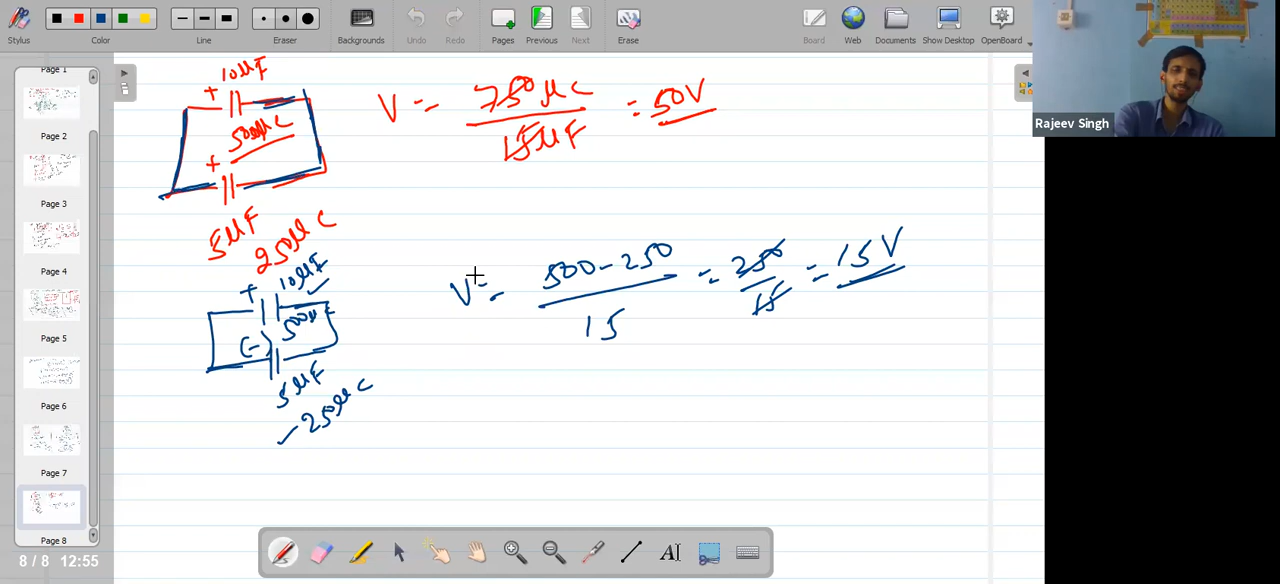 Stylus
Color
Line
Eraser
Backgrounds
Undo
Redo
Pages
Previous
Next
Erase
Board
Web
Documents
Show Desktop
OpenBoard
Rajeev Singh
Page 1
Page 2
Page 3
Page 4
Page 5
Page 6
Page 7
Page 8
8 / 8 12:55
10μF
+
500μC
+
5μF
250μC
V = 750μC / 15μF = 50V
10μF
+
500μC
(-)
5μF
-250μC
V = 500-250 / 15 = 250 / 15 = 15V